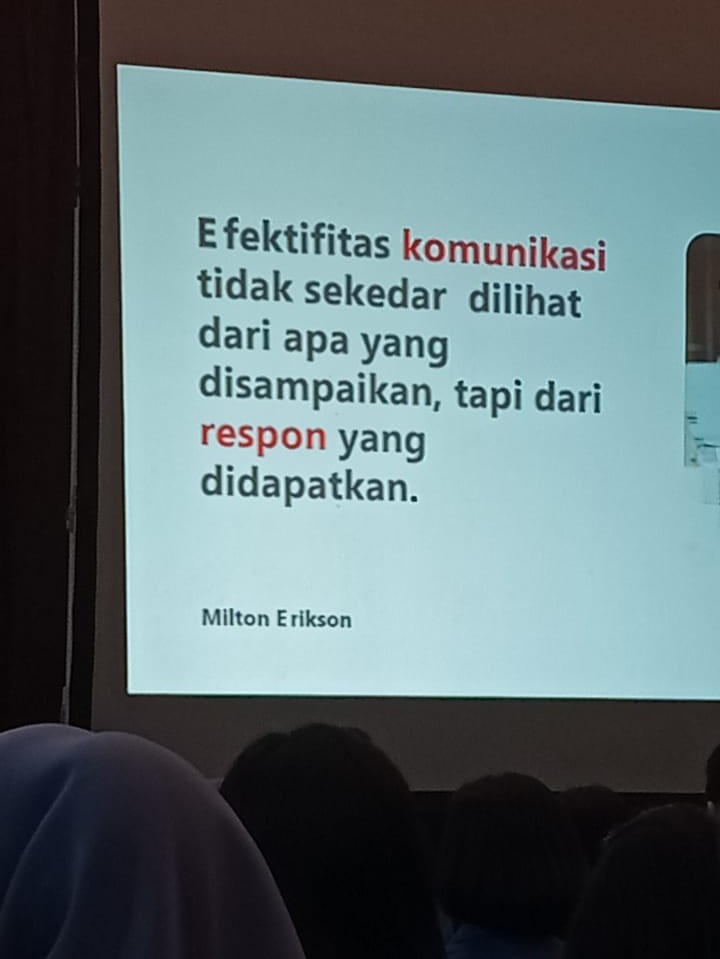 Efektifitas komunikasi
tidak sekedar dilihat
dari apa yang
disampaikan, tapi dari
respon yang
didapatkan.
Milton Erikson